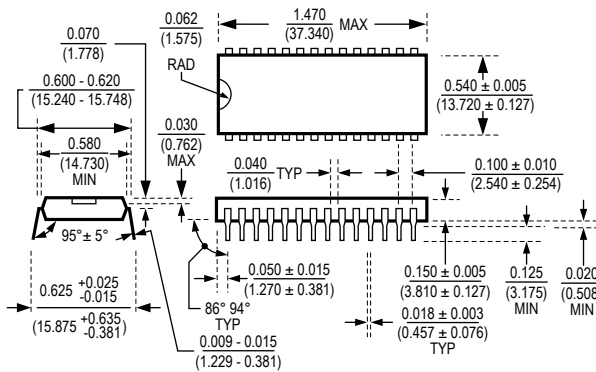 0.062
(1.575)
1.470
(37.340)
MAX
0.070
(1.778)
RAD
0.600 - 0.620
(15.240 - 15.748)
0.540 ± 0.005
(13.720 ± 0.127)
0.580
(14.730)
MIN
0.030
(0.762)
MAX
0.040
(1.016)
TYP
0.100 ± 0.010
(2.540 ± 0.254)
95°± 5°
0.625 +0.025
-0.015
(15.875 +0.635
-0.381)
86° 94°
TYP
0.050 ± 0.015
(1.270 ± 0.381)
0.009 - 0.015
(1.229 - 0.381)
0.150 ± 0.005
(3.810 ± 0.127)
0.018 ± 0.003
(0.457 ± 0.076)
TYP
0.125
(3.175)
MIN
0.020
(0.508
MIN